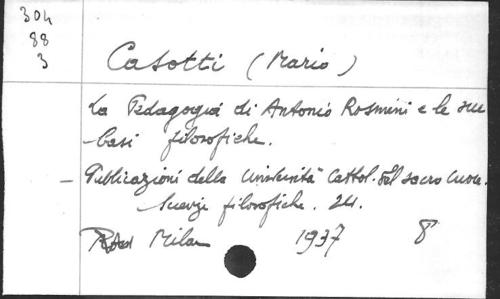 304
88
3
Casotti (Mario)
La Pedagogia di Antonio Rosmini e le sue
basi filosofiche.
— Publicazioni della Università Cattol. del sacro Cuore.
Scienze filosofiche. 24.
Milan 1937 8